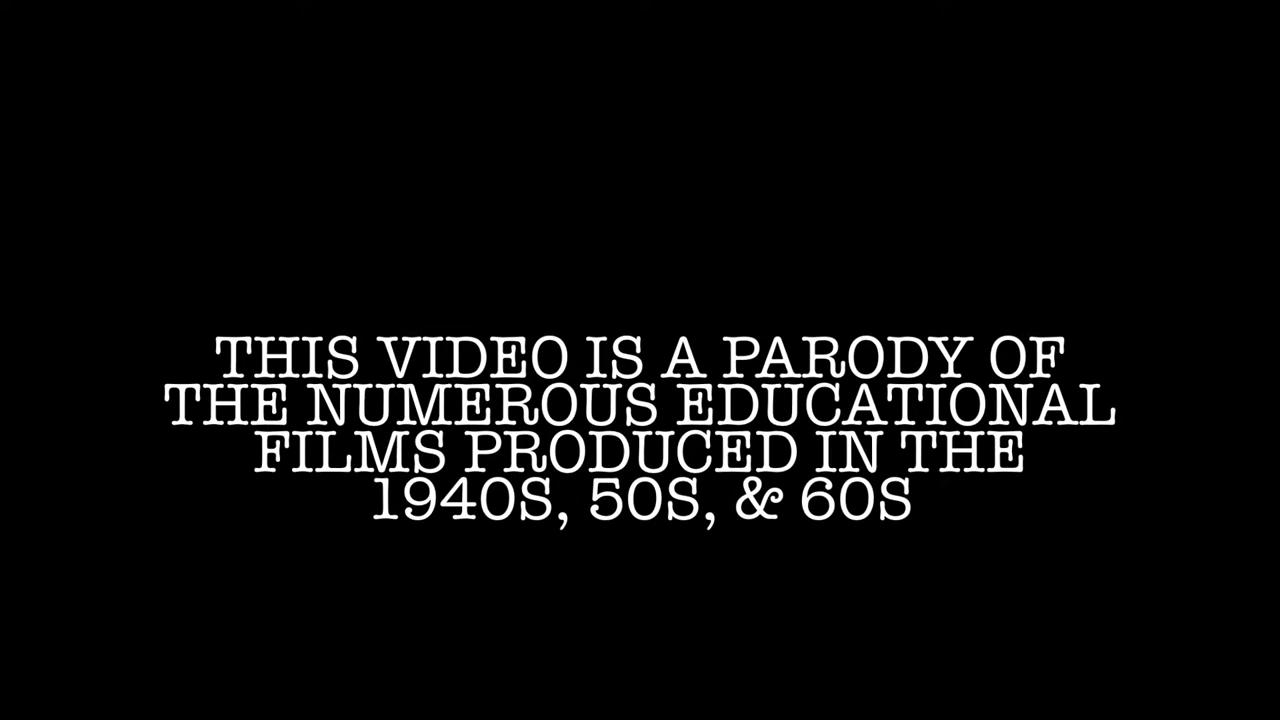 THIS VIDEO IS A PARODY OF
THE NUMEROUS EDUCATIONAL
FILMS PRODUCED IN THE
1940S, 50S, & 60S